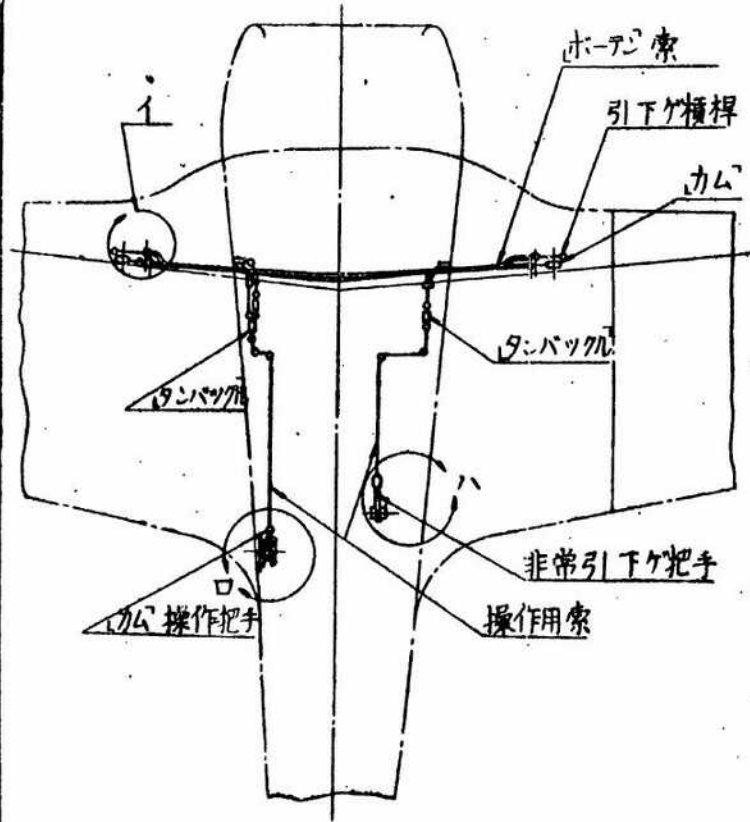 「ボーデン」索
引下ゲ槓桿
「カム」
イ
「タンバックル」
「タンバックル」
ハ
非常引下ゲ把手
ロ
「カム」操作把手
操作用索